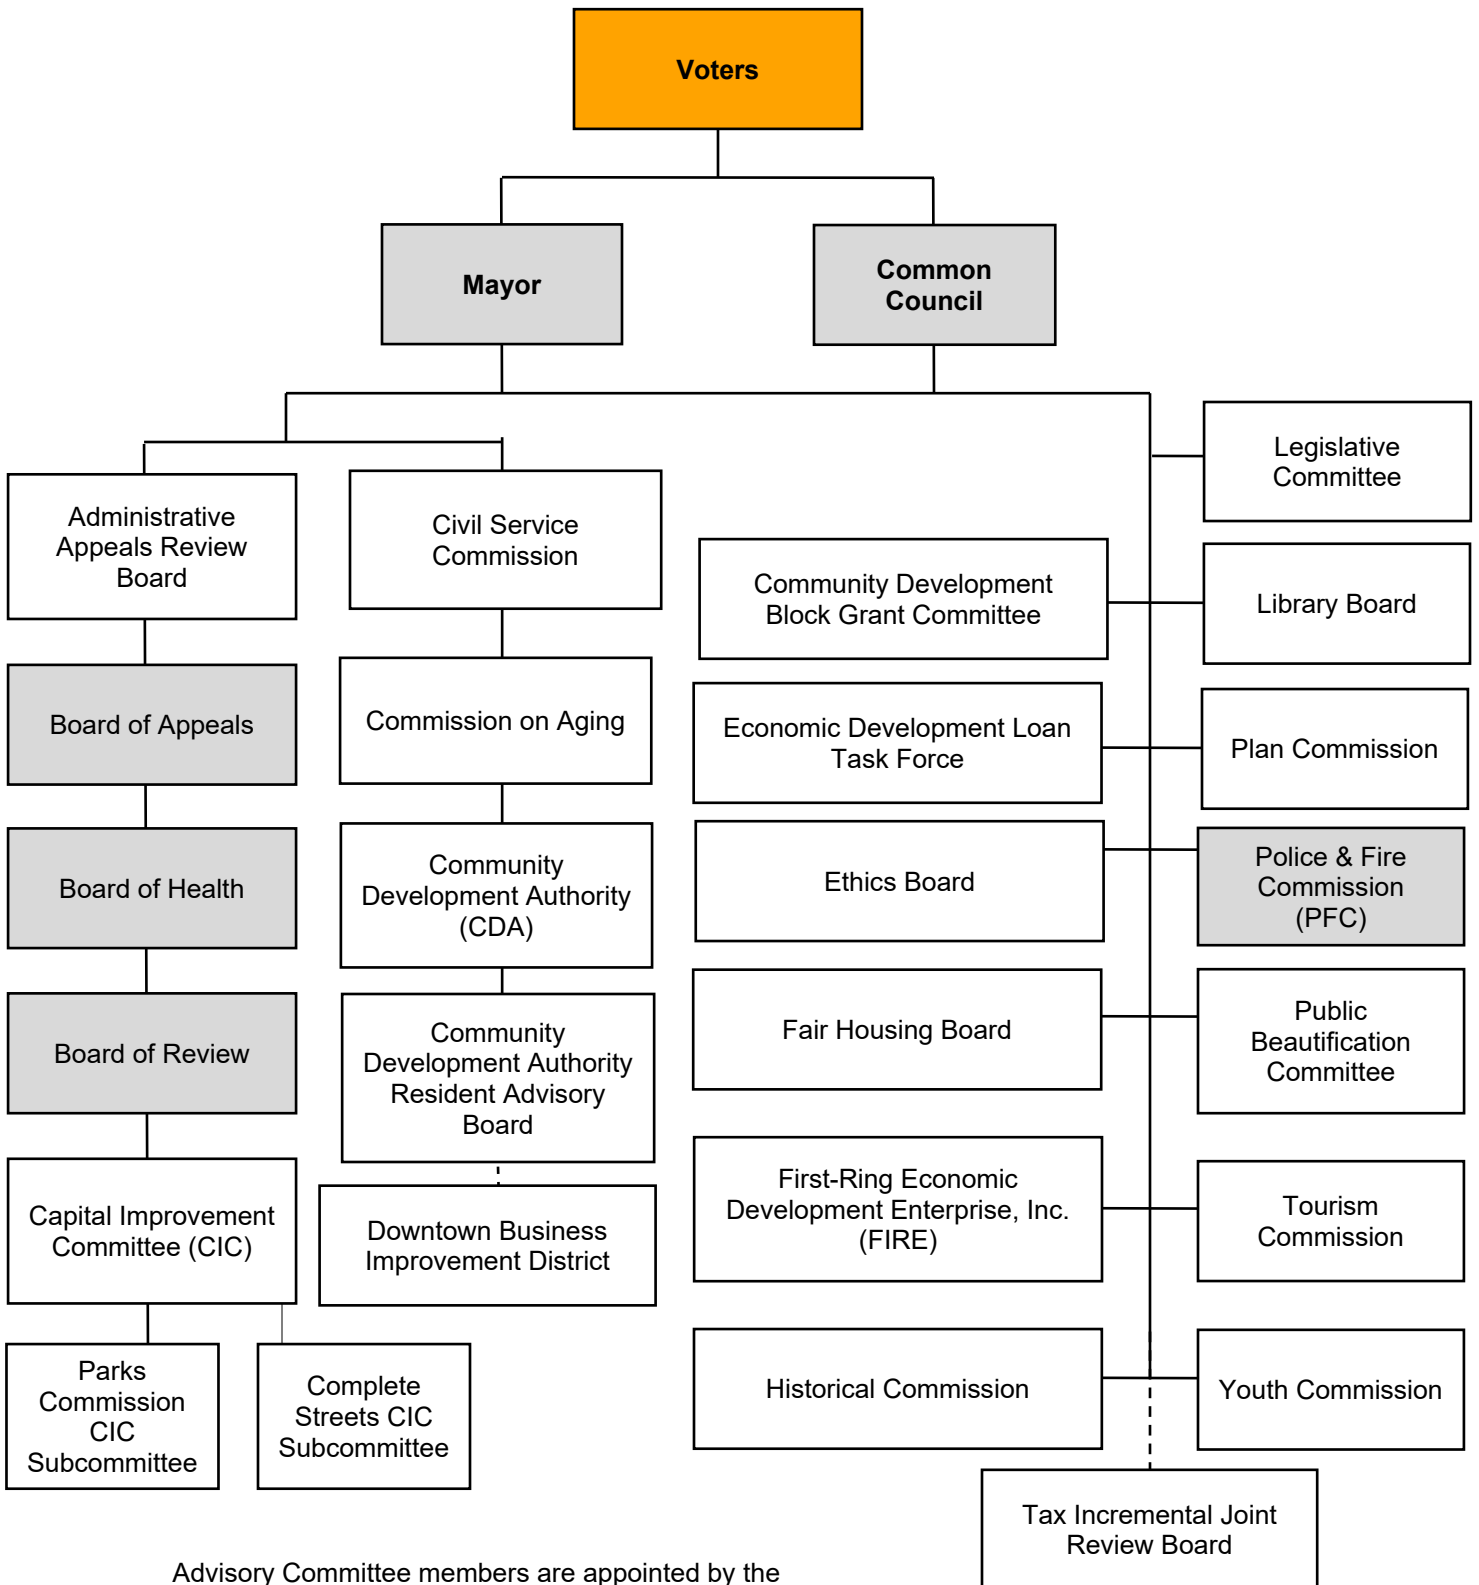 Voters
Mayor
Common
Council
Administrative
Appeals Review
Board
Civil Service
Commission
Legislative
Committee
Community Development
Block Grant Committee
Library Board
Board of Appeals
Commission on Aging
Economic Development Loan
Task Force
Plan Commission
Board of Health
Community
Development Authority
(CDA)
Ethics Board
Police & Fire
Commission
(PFC)
Board of Review
Community
Development Authority
Resident Advisory
Board
Fair Housing Board
Public
Beautification
Committee
Capital Improvement
Committee (CIC)
Downtown Business
Improvement District
First-Ring Economic
Development Enterprise, Inc.
(FIRE)
Tourism
Commission
Parks
Commission
CIC
Subcommittee
Complete
Streets CIC
Subcommittee
Historical Commission
Youth Commission
Tax Incremental Joint
Review Board
Advisory Committee members are appointed by the